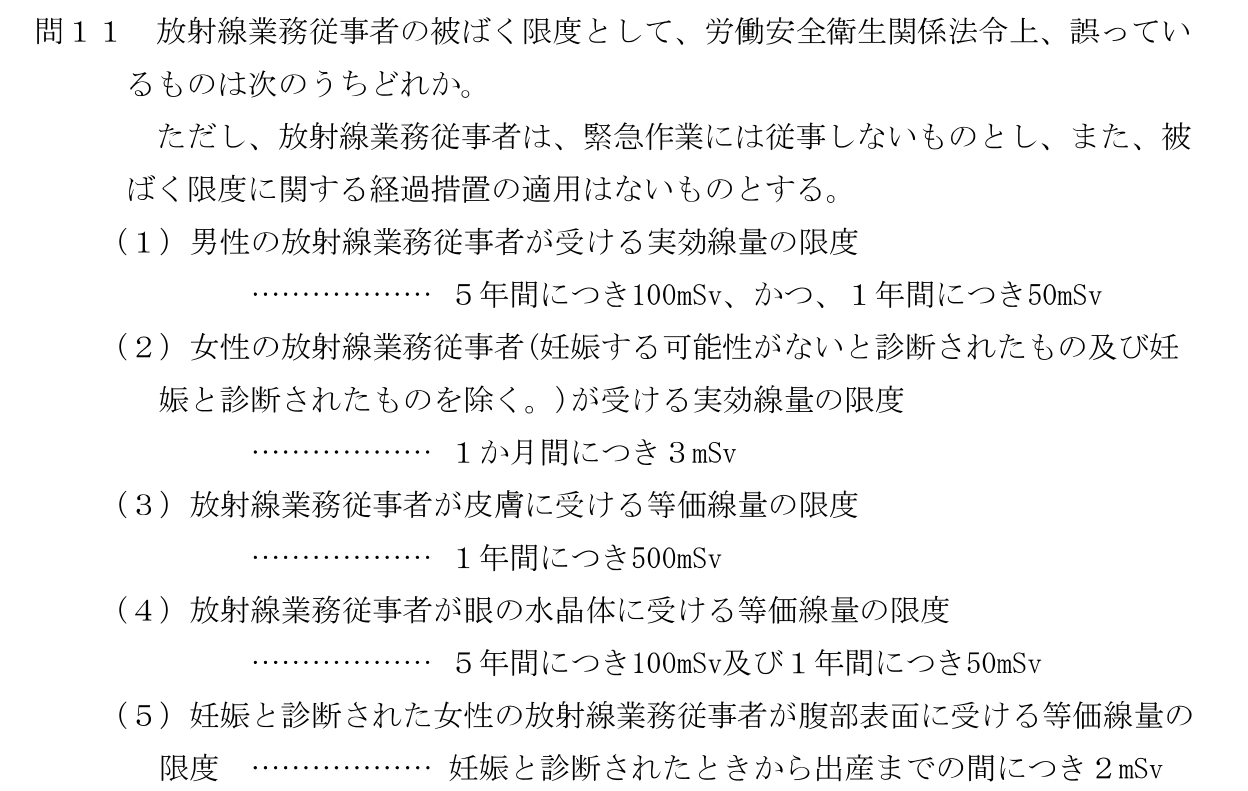 問１１　放射線業務従事者の被ばく限度として、労働安全衛生関係法令上、誤ってい
るものは次のうちどれか。
ただし、放射線業務従事者は、緊急作業には従事しないものとし、また、被
ばく限度に関する経過措置の適用はないものとする。
（１）男性の放射線業務従事者が受ける実効線量の限度
……………… ５年間につき100mSv、かつ、１年間につき50mSv
（２）女性の放射線業務従事者(妊娠する可能性がないと診断されたもの及び妊
娠と診断されたものを除く。)が受ける実効線量の限度
……………… １か月間につき３mSv
（３）放射線業務従事者が皮膚に受ける等価線量の限度
……………… １年間につき500mSv
（４）放射線業務従事者が眼の水晶体に受ける等価線量の限度
……………… ５年間につき100mSv及び１年間につき50mSv
（５）妊娠と診断された女性の放射線業務従事者が腹部表面に受ける等価線量の
限度　……………… 妊娠と診断されたときから出産までの間につき２mSv